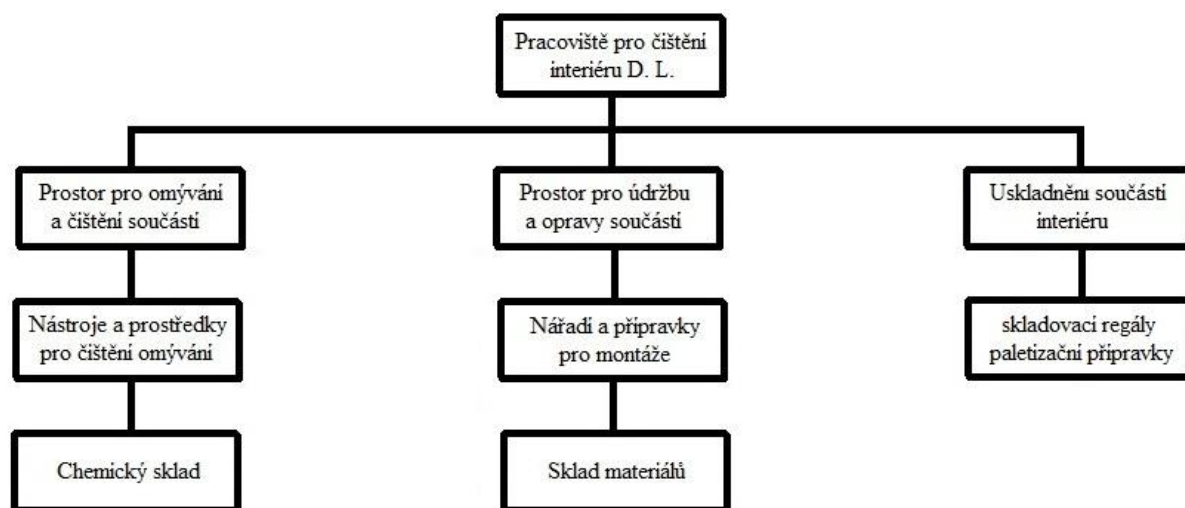 Pracoviště pro čištění
interiéru D. L.
Prostor pro omývání
a čištění součástí
Prostor pro údržbu
a opravy součástí
Uskladnění součástí
interiéru
Nástroje a prostředky
pro čištění omývání
Nářadí a přípravky
pro montáže
skladovací regály
paletizační přípravky
Chemický sklad
Sklad materiálů